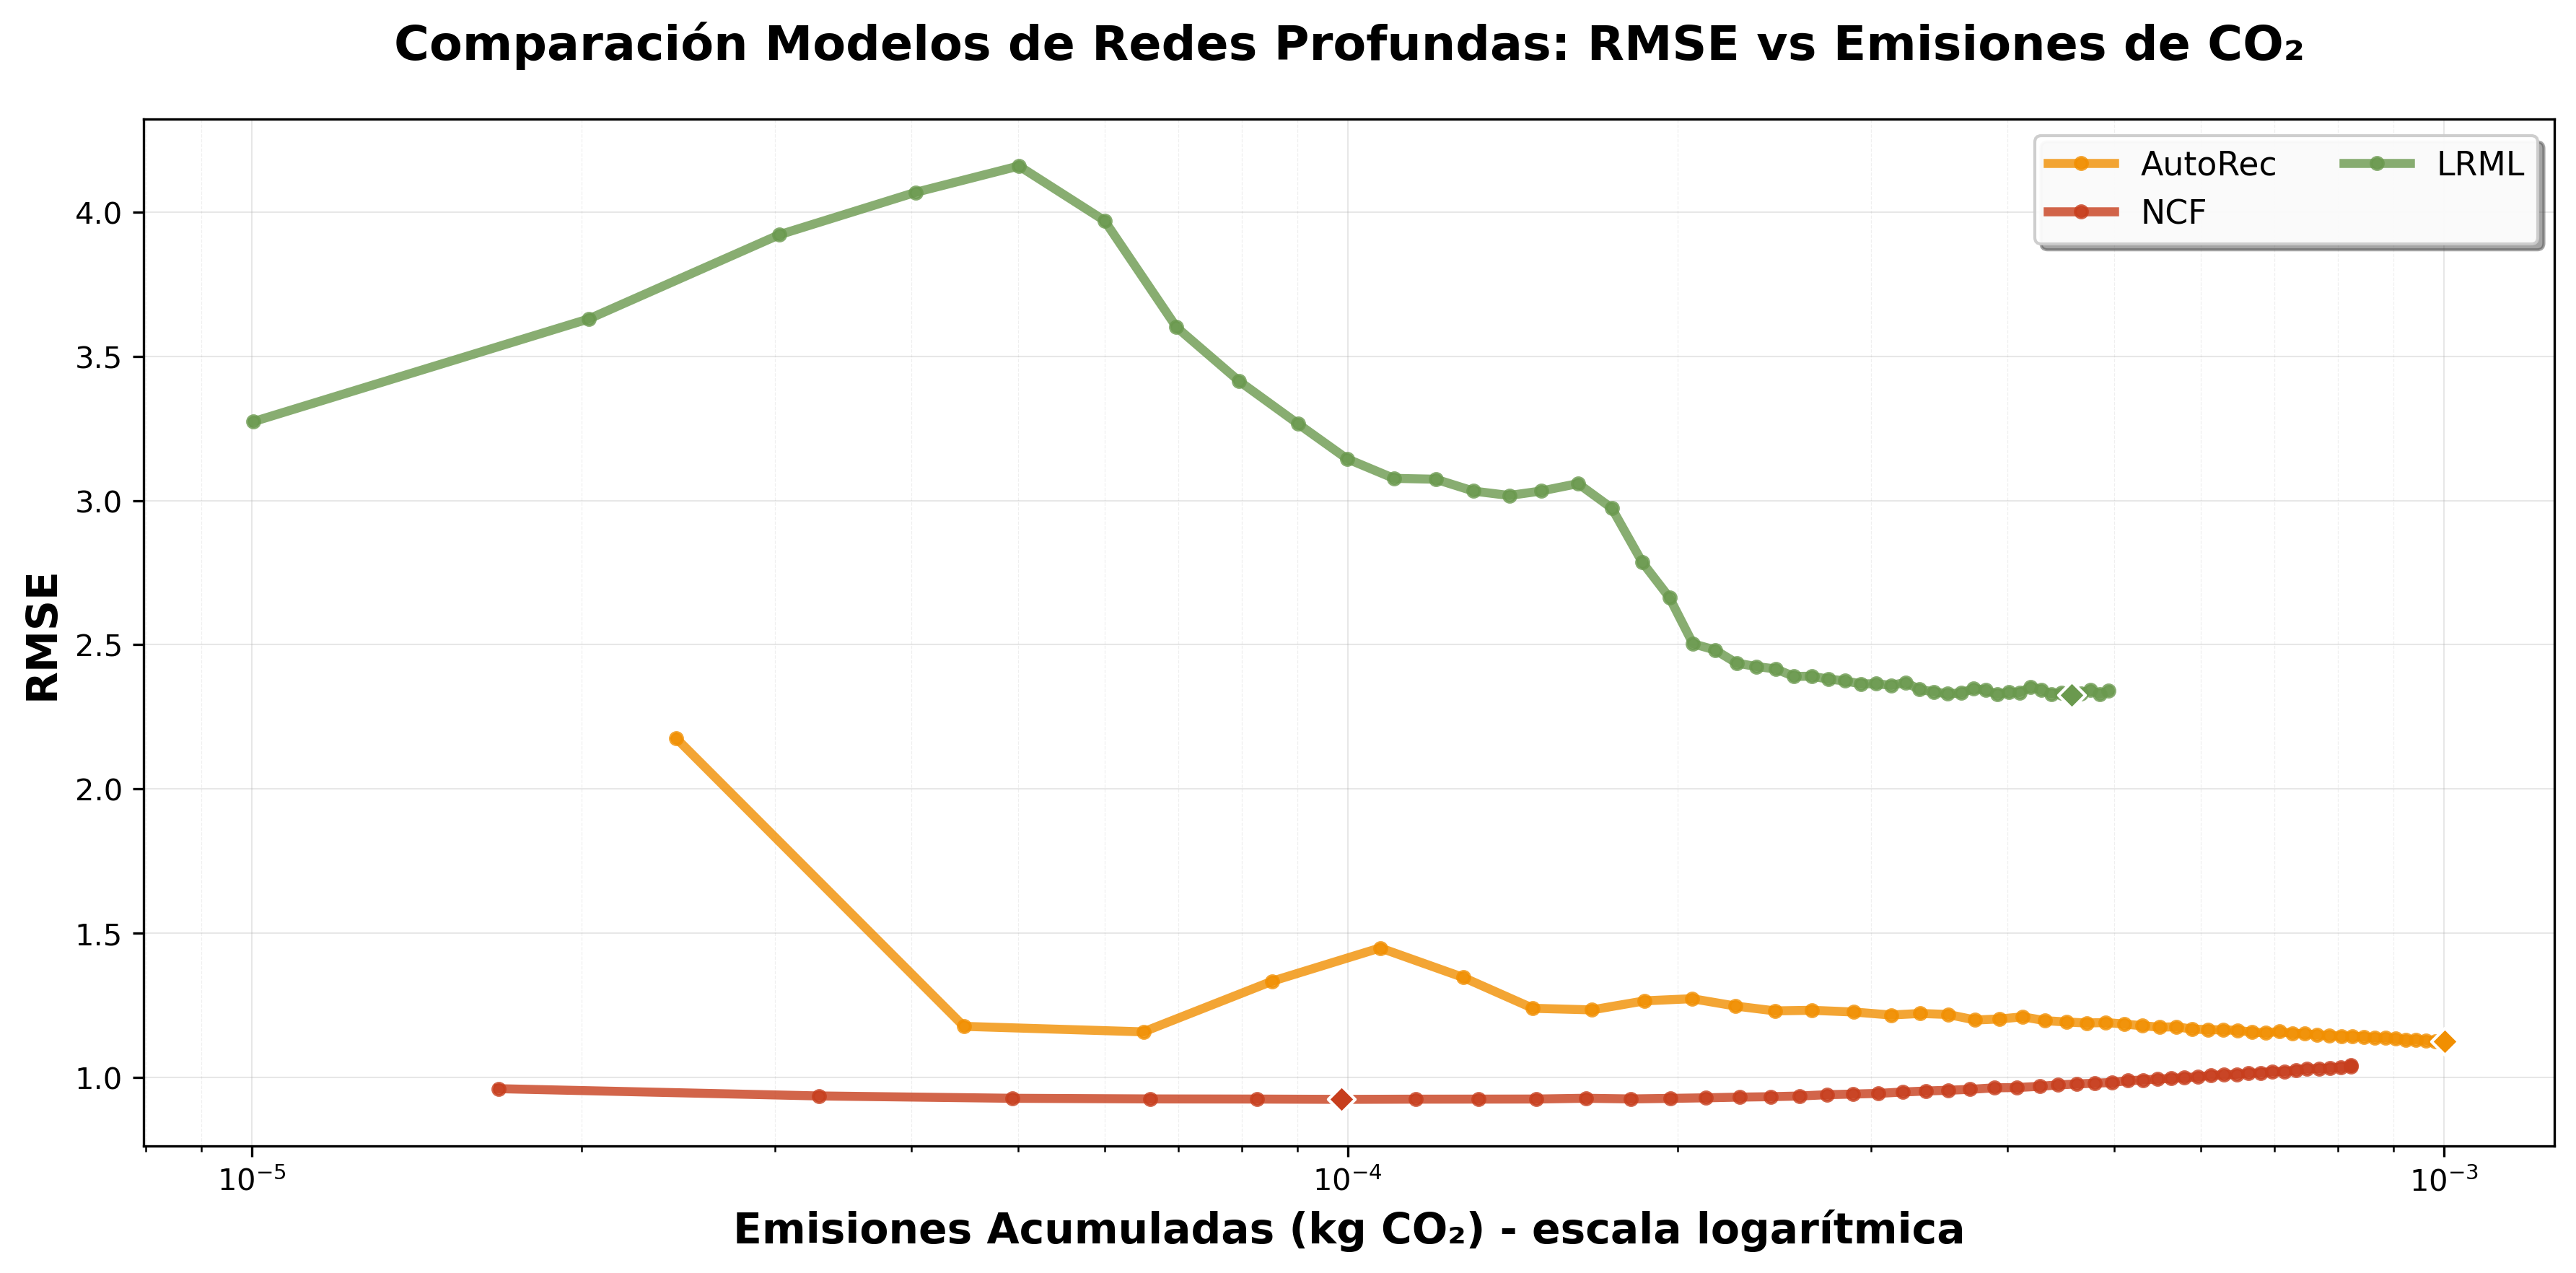 Comparación Modelos de Redes Profundas: RMSE vs Emisiones de CO₂
AutoRec
NCF
LRML
RMSE
4.0
3.5
3.0
2.5
2.0
1.5
1.0
10⁻⁵
10⁻⁴
10⁻³
Emisiones Acumuladas (kg CO₂) - escala logarítmica